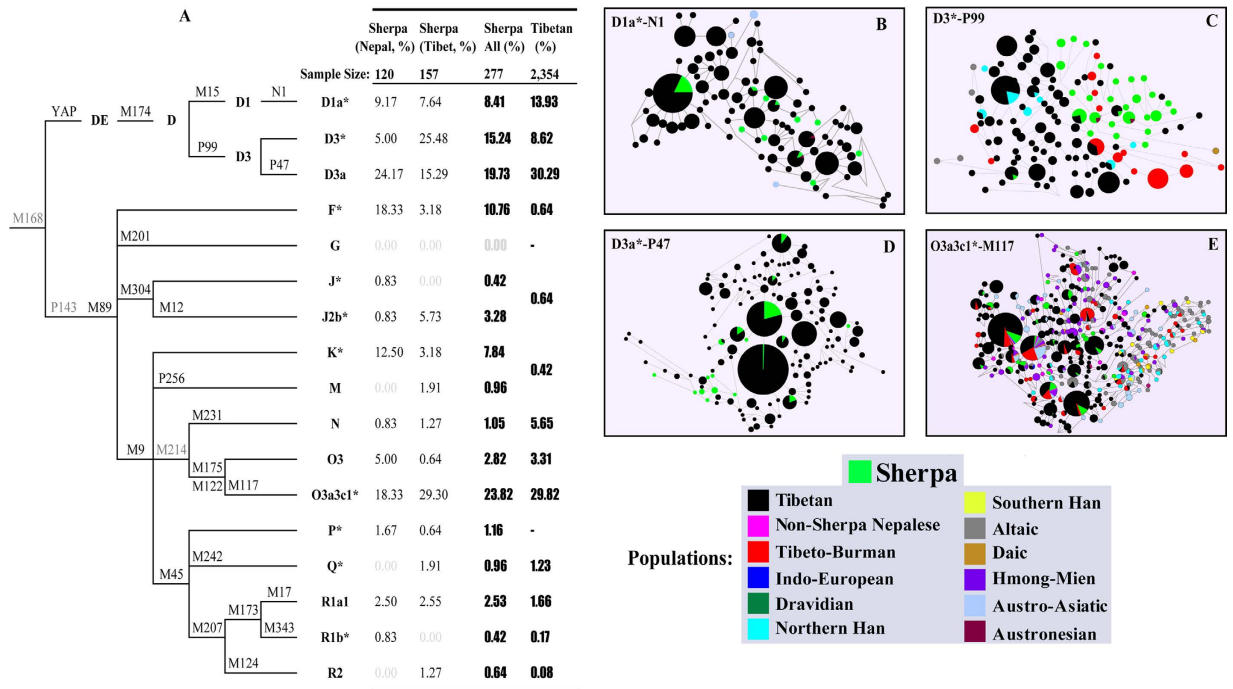 A
Sherpa Sherpa Sherpa Tibetan
(Nepal, %) (Tibet, %) All (%) (%)
Sample Size: 120 157 277 2,354
YAP DE M174 D M15 D1 N1 D1a* 9.17 7.64 8.41 13.93
D3* 5.00 25.48 15.24 8.62
P99 D3 P47 D3a 24.17 15.29 19.73 30.29
M168
F* 18.33 3.18 10.76 0.64
M201 G 0.00 0.00 0.00 -
J* 0.83 0.00 0.42
P143 M89 M304 0.64
M12 J2b* 0.83 5.73 3.28
K* 12.50 3.18 7.84
0.42
P256 M 0.00 1.91 0.96
M231 N 0.83 1.27 1.05 5.65
M9 M214 O3 5.00 0.64 2.82 3.31
M175
M122 M117 O3a3c1* 18.33 29.30 23.82 29.82
P* 1.67 0.64 1.16 -
M45 M242 Q* 0.00 1.91 0.96 1.23
M17 R1a1 2.50 2.55 2.53 1.66
M207 M173 M343 R1b* 0.83 0.00 0.42 0.17
M124 R2 0.00 1.27 0.64 0.08
D1a*-N1 B
D3*-P99 C
D3a*-P47 D
O3a3c1*-M117 E
Sherpa
Populations:
Tibetan
Non-Sherpa Nepalese
Tibeto-Burman
Indo-European
Dravidian
Northern Han
Southern Han
Altaic
Daic
Hmong-Mien
Austro-Asiatic
Austronesian